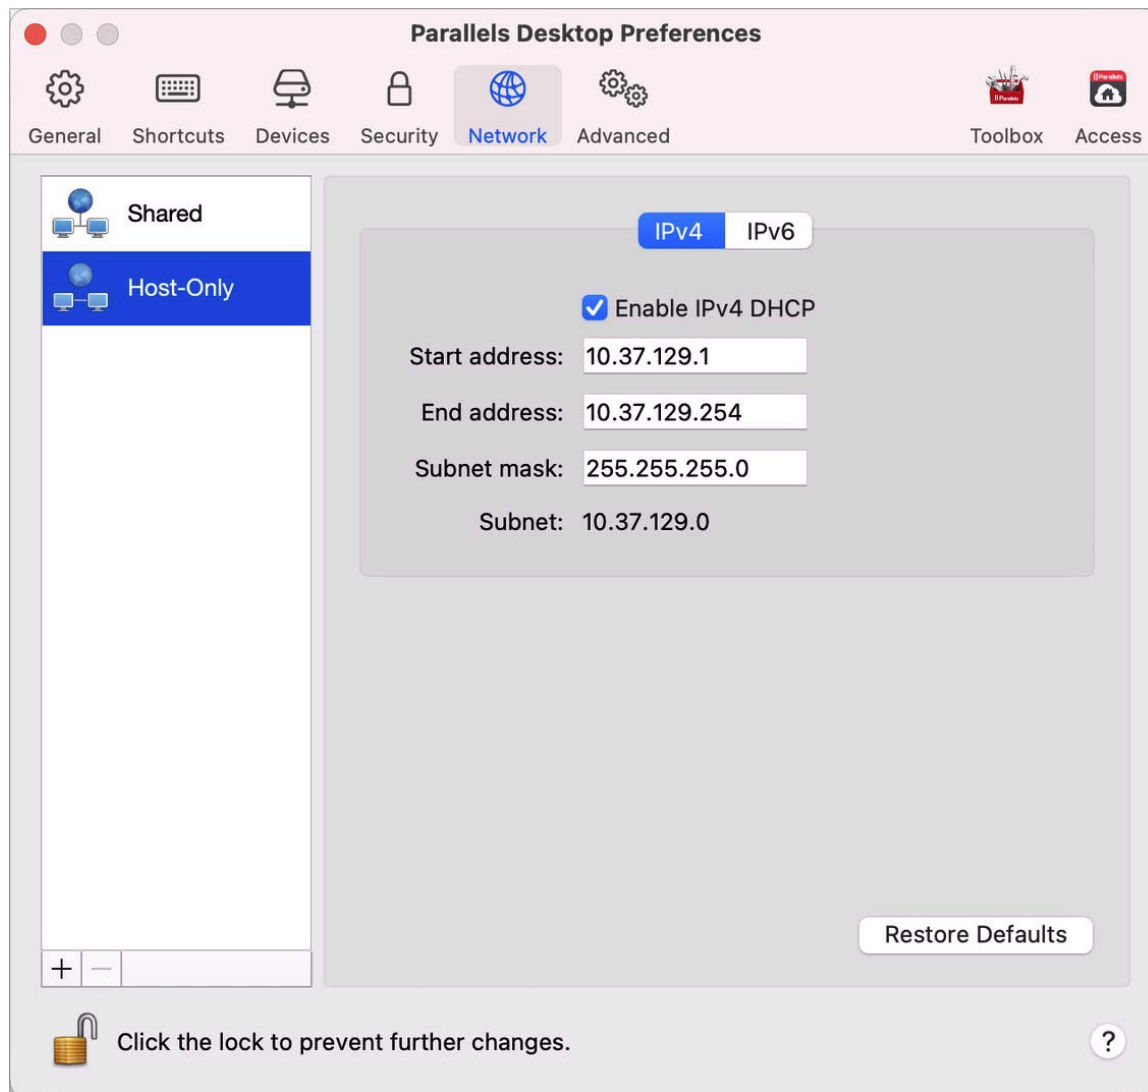 Parallels Desktop Preferences
General Shortcuts Devices Security Network Advanced Toolbox Access
|| Parallels
|| Parallels
Shared
Host-Only
IPv4 IPv6
Enable IPv4 DHCP
Start address: 10.37.129.1
End address: 10.37.129.254
Subnet mask: 255.255.255.0
Subnet: 10.37.129.0
Restore Defaults
+ −
Click the lock to prevent further changes.
?